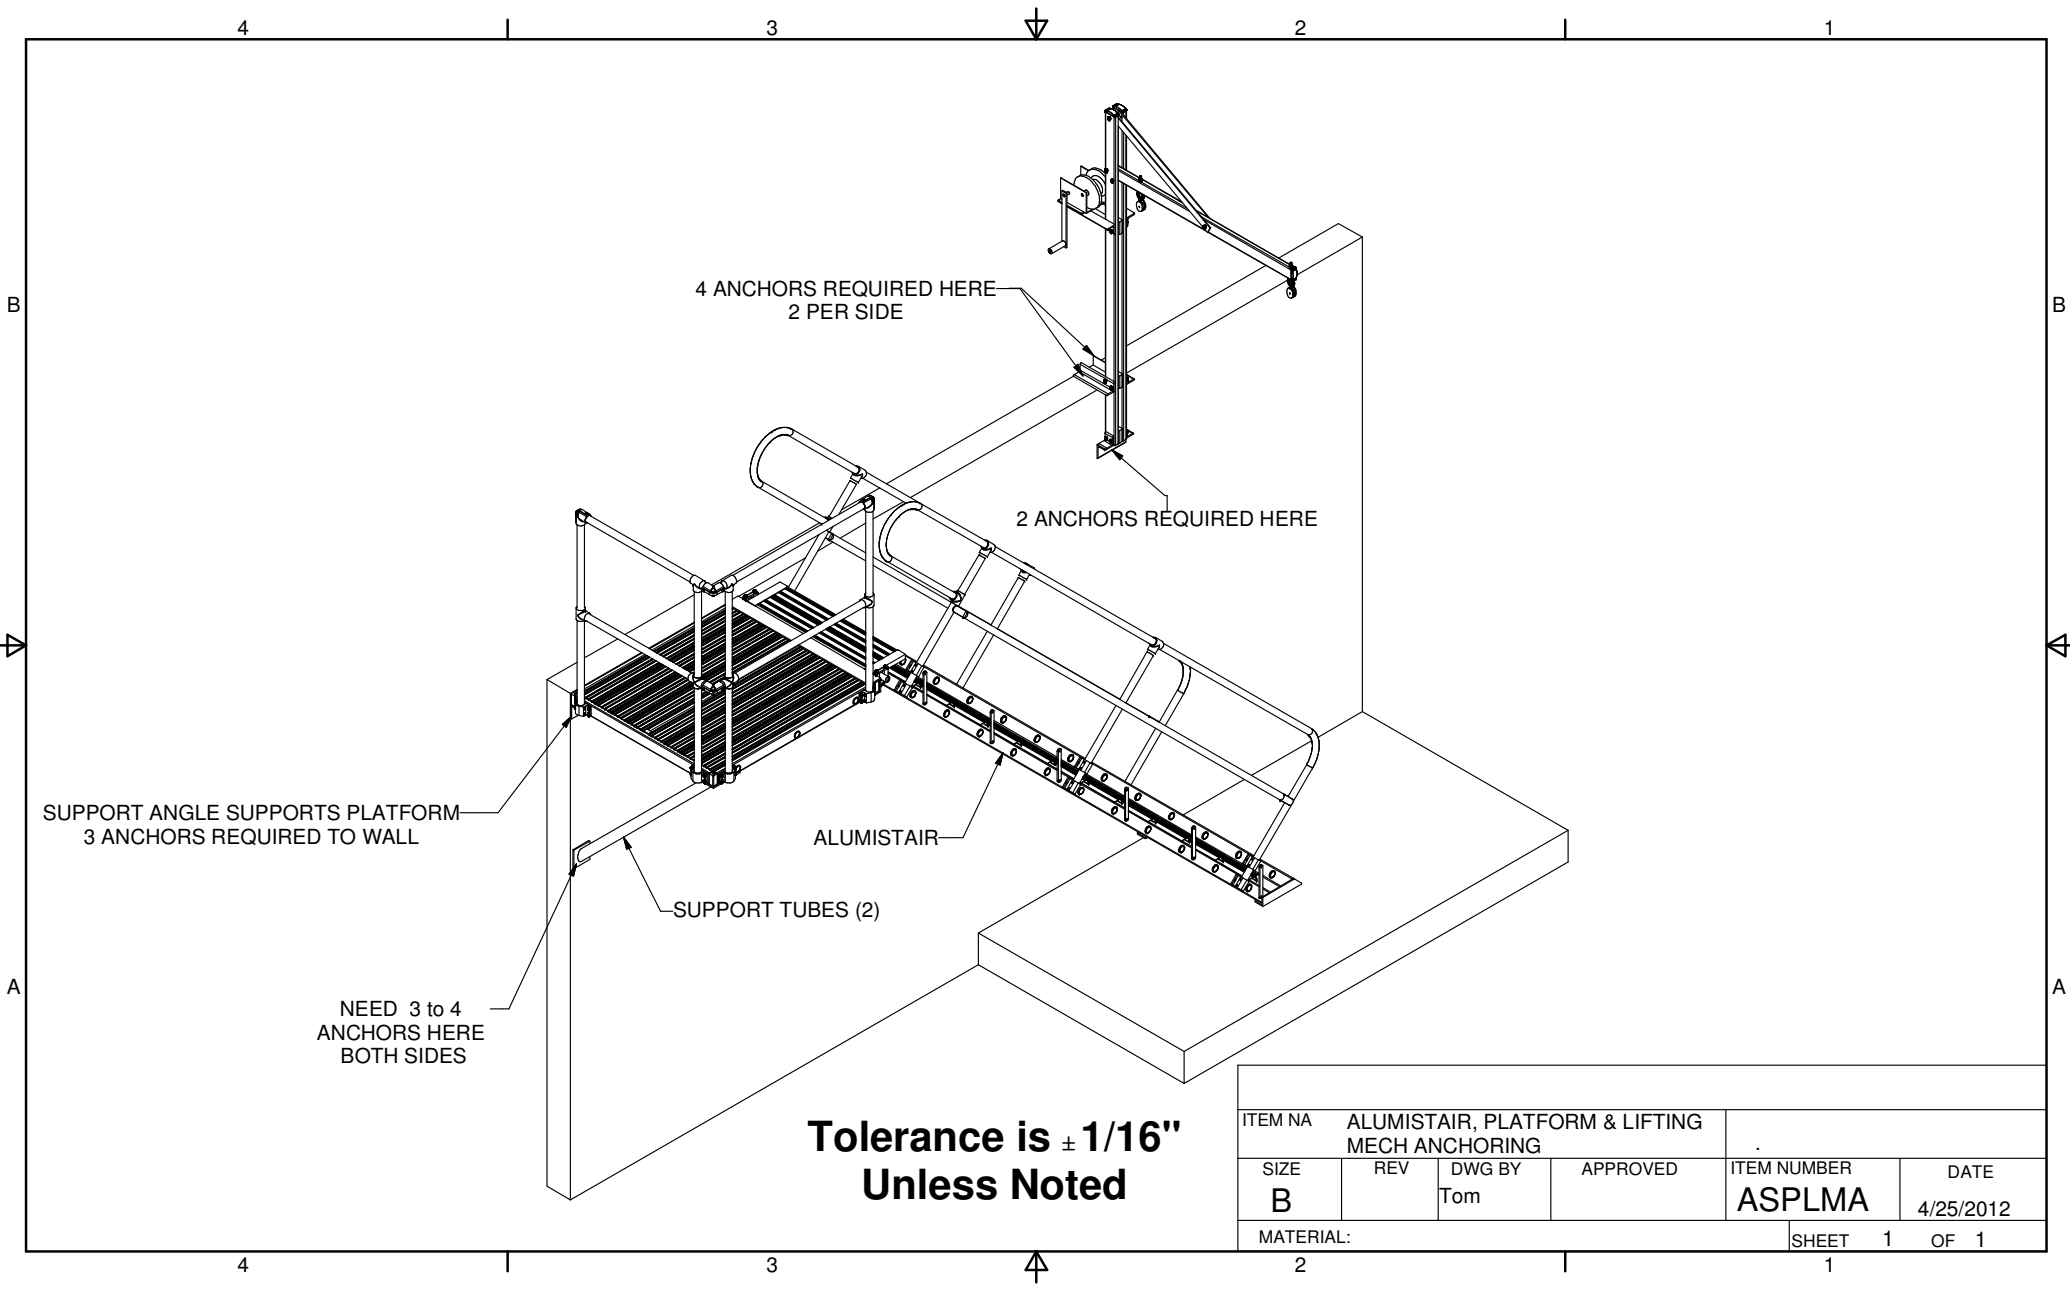 4 3 2 1
B B
4 ANCHORS REQUIRED HERE
2 PER SIDE
2 ANCHORS REQUIRED HERE
SUPPORT ANGLE SUPPORTS PLATFORM
3 ANCHORS REQUIRED TO WALL
ALUMISTAIR
SUPPORT TUBES (2)
A A
NEED 3 to 4
ANCHORS HERE
BOTH SIDES
Tolerance is ± 1/16"
Unless Noted
ITEM NA ALUMISTAIR, PLATFORM & LIFTING
MECH ANCHORING .
SIZE REV DWG BY APPROVED ITEM NUMBER DATE
B Tom ASPLMA 4/25/2012
MATERIAL: SHEET 1 OF 1
4 3 2 1